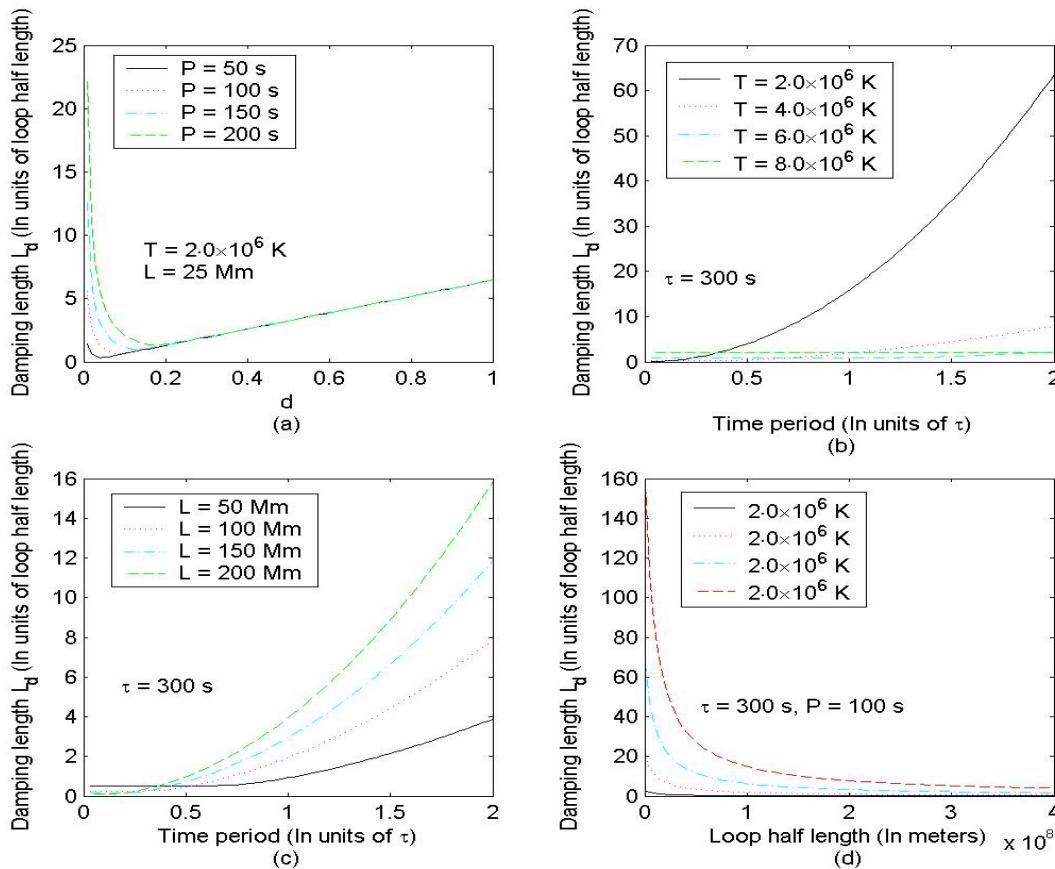 (a)
25
20
15
10
5
0
Damping length L_d (In units of loop half length)
P = 50 s
P = 100 s
P = 150 s
P = 200 s
T = 2·0×10⁶ K
L = 25 Mm
0
0.2
0.4
0.6
0.8
1
d
(b)
70
60
50
40
30
20
10
0
Damping length L_d (In units of loop half length)
T = 2·0×10⁶ K
T = 4·0×10⁶ K
T = 6·0×10⁶ K
T = 8·0×10⁶ K
τ = 300 s
0
0.5
1
1.5
2
Time period (In units of τ)
(c)
16
14
12
10
8
6
4
2
0
Damping length L_d (In units of loop half length)
L = 50 Mm
L = 100 Mm
L = 150 Mm
L = 200 Mm
τ = 300 s
0
0.5
1
1.5
2
Time period (In units of τ)
(d)
160
140
120
100
80
60
40
20
0
Damping length L_d (In units of loop half length)
2·0×10⁶ K
2·0×10⁶ K
2·0×10⁶ K
2·0×10⁶ K
τ = 300 s, P = 100 s
0
1
2
3
4
Loop half length (In meters)
x 10⁸